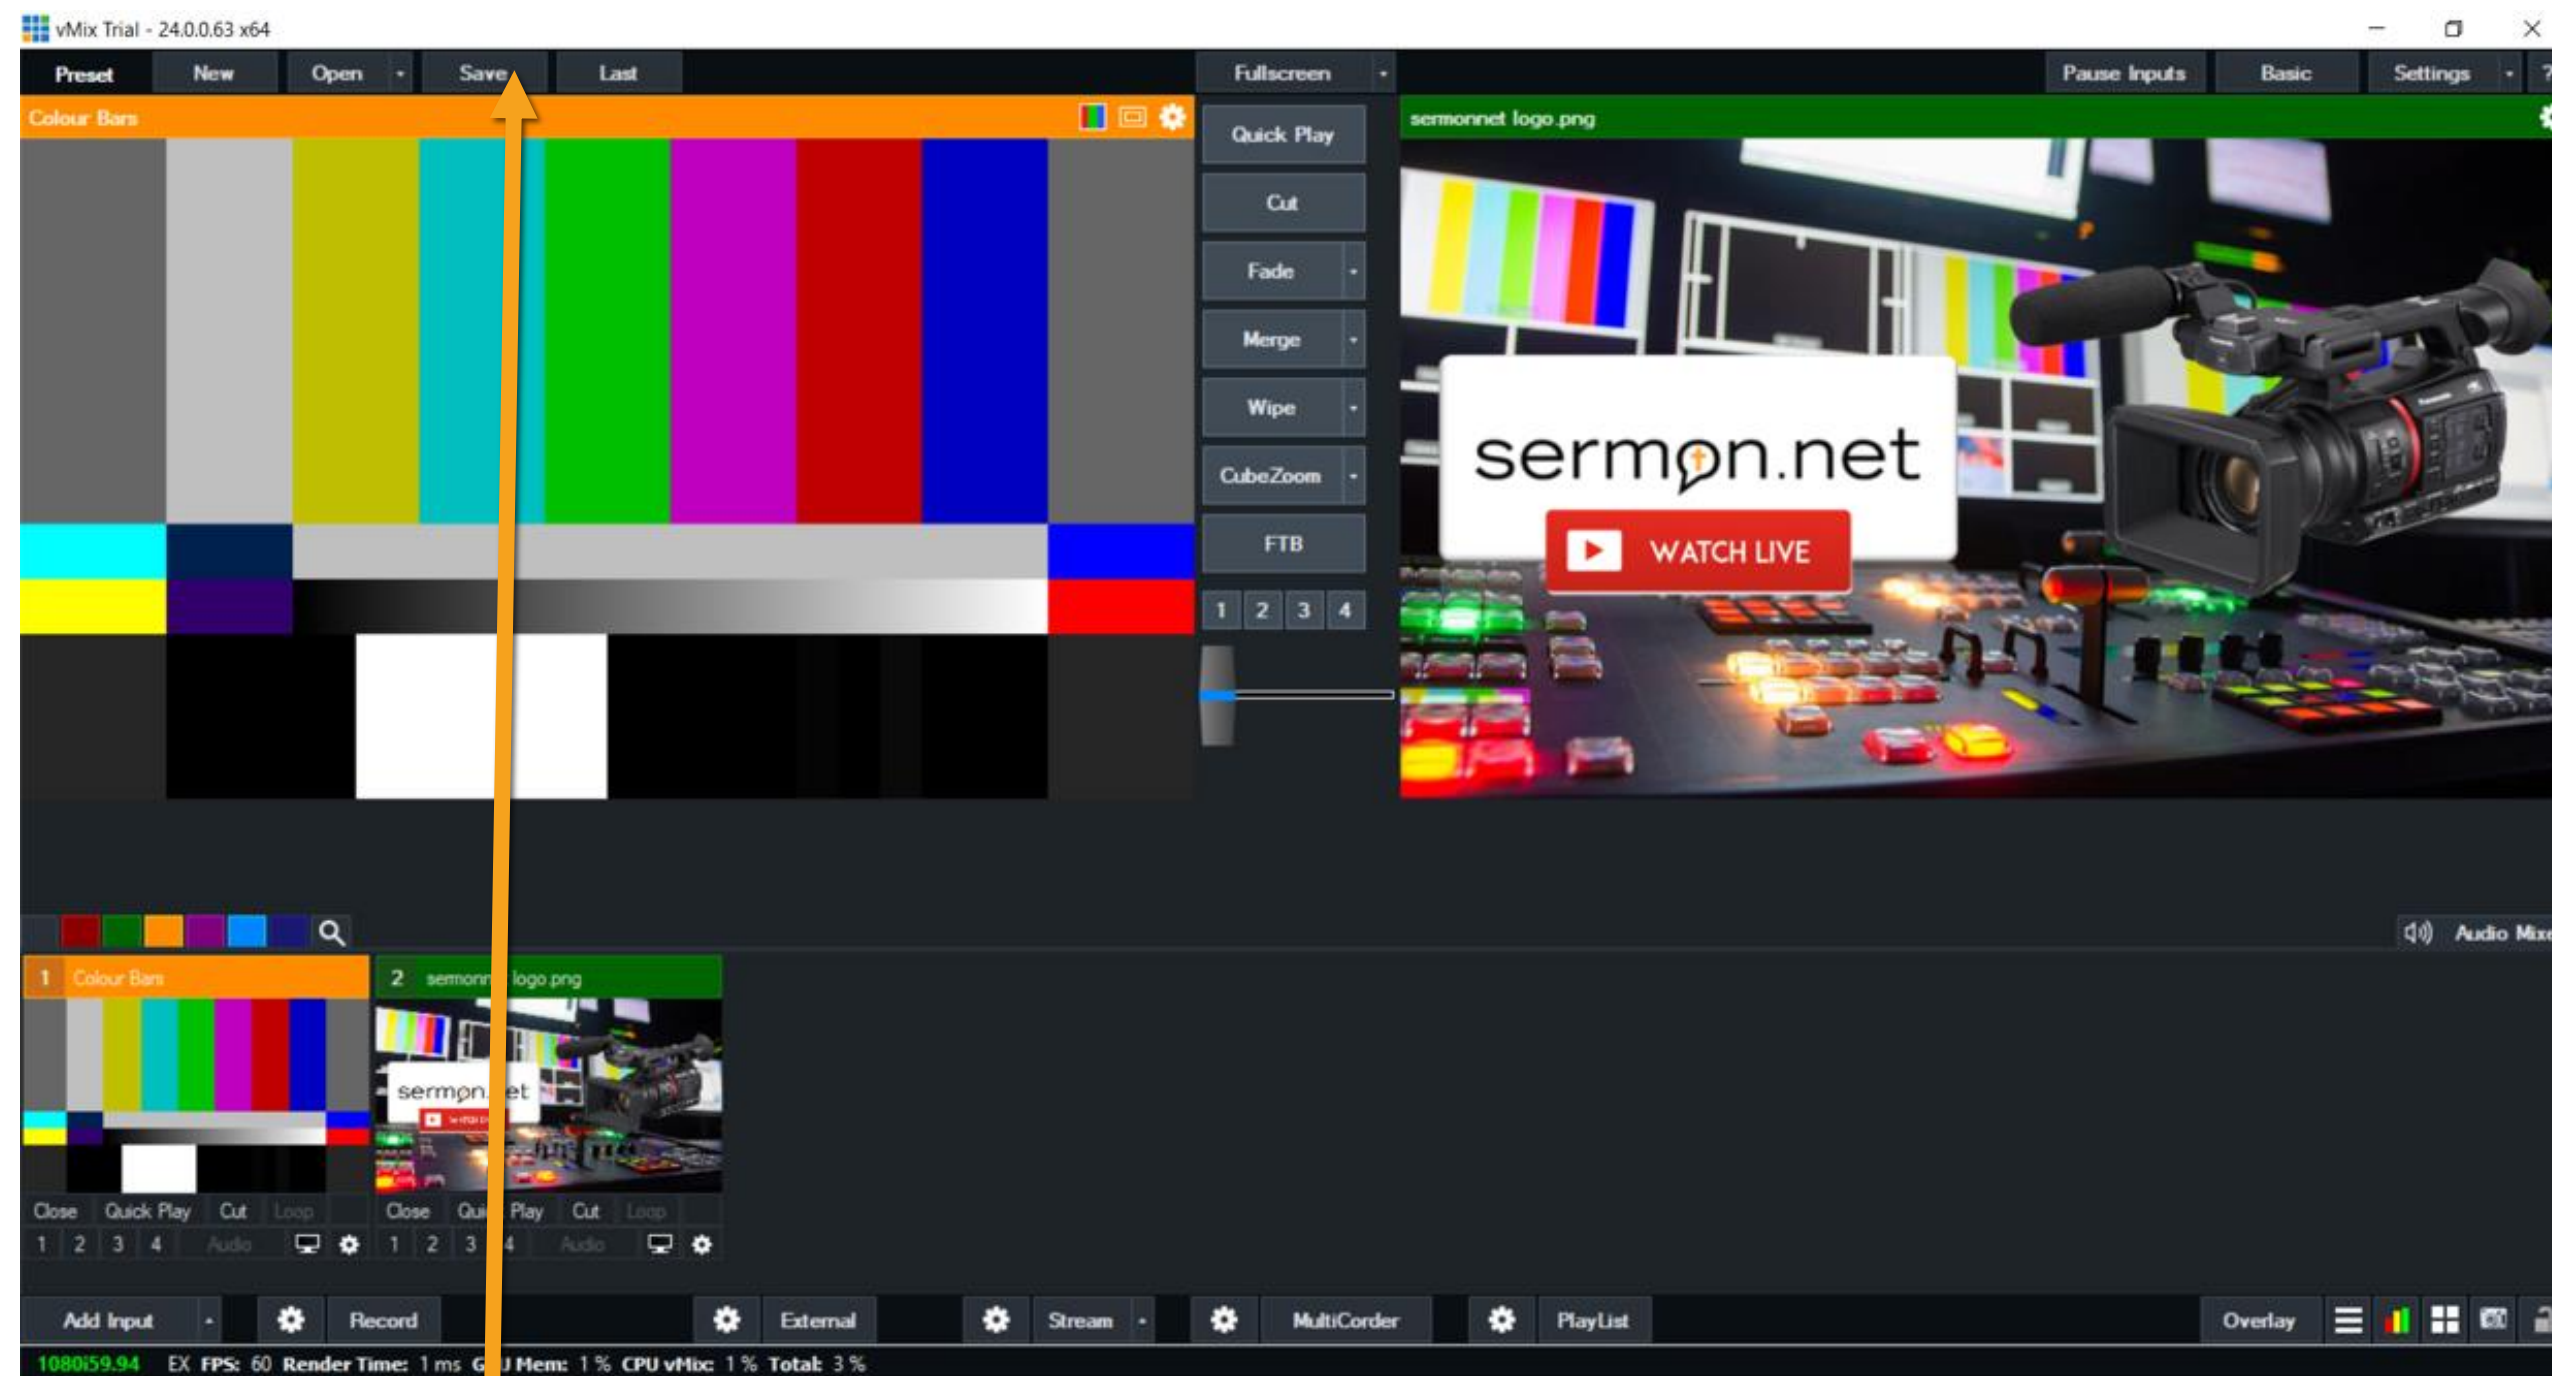 vMix Trial - 24.0.0.63 x64
Preset New Open Save Last Fullscreen Pause Inputs Basic Settings ?
Colour Bars
sermonnet logo.png
Quick Play
Cut
Fade
Merge
Wipe
CubeZoom
FTB
1 2 3 4
sermon.net
WATCH LIVE
Audio
1 Colour Bars
2 logo.png
Close Quick Play Cut Loop
1 2 3 4 Audio
Close Play Cut Loop
1 2 3 4 Audio
Add Input Record External Stream MultiCorder PlayList Overlay
1080i59.94 EX FPS: 60 Render Time: 1 ms Mem: 1 % CPU vMix: 1 % Total: 3 %